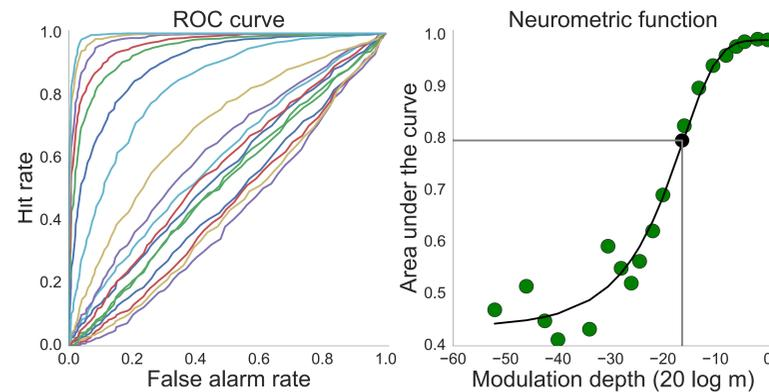 ROC curve
1.0
0.8
0.6
0.4
0.2
0.0
Hit rate
0.0 0.2 0.4 0.6 0.8 1.0
False alarm rate
Neurometric function
1.0
0.9
0.8
0.7
0.6
0.5
0.4
Area under the curve
−60 −50 −40 −30 −20 −10 0
Modulation depth (20 log m)